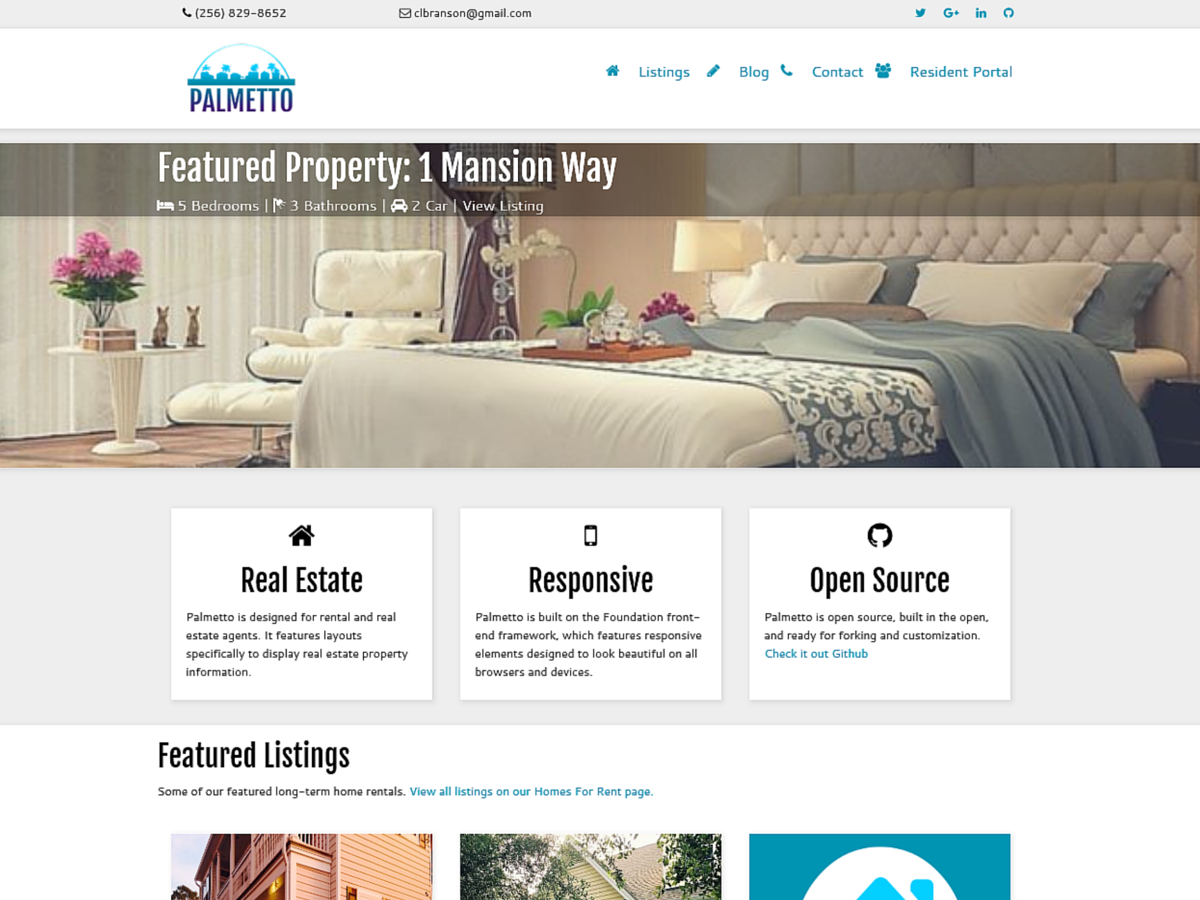 (256) 829-8652 clbranson@gmail.com
PALMETTO
Listings Blog Contact Resident Portal
Featured Property: 1 Mansion Way
5 Bedrooms | 3 Bathrooms | 2 Car | View Listing
Real Estate
Palmetto is designed for rental and real
estate agents. It features layouts
specifically to display real estate property
information.
Responsive
Palmetto is built on the Foundation front-
end framework, which features responsive
elements designed to look beautiful on all
browsers and devices.
Open Source
Palmetto is open source, built in the open,
and ready for forking and customization.
Check it out Github
Featured Listings
Some of our featured long-term home rentals. View all listings on our Homes For Rent page.